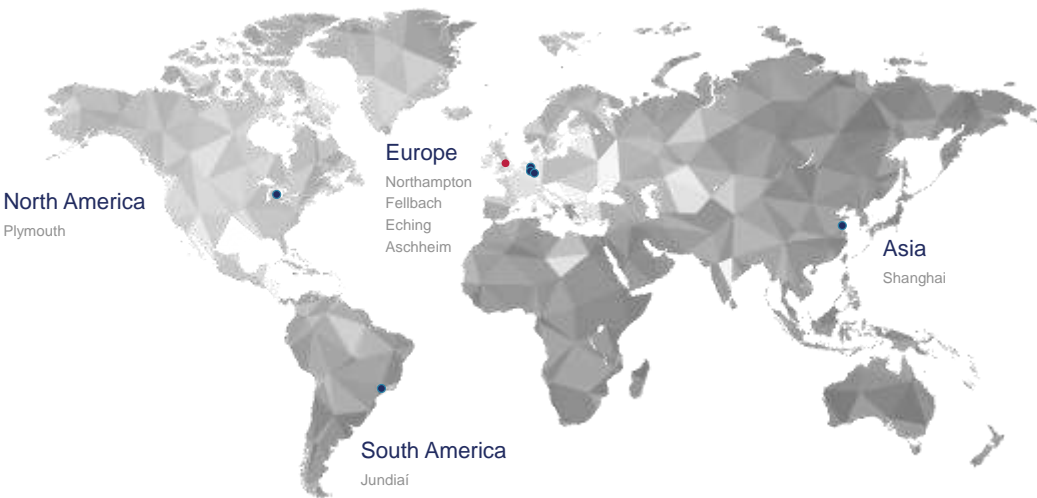 North America
Plymouth
Europe
Northampton
Fellbach
Eching
Aschheim
Asia
Shanghai
South America
Jundiaí